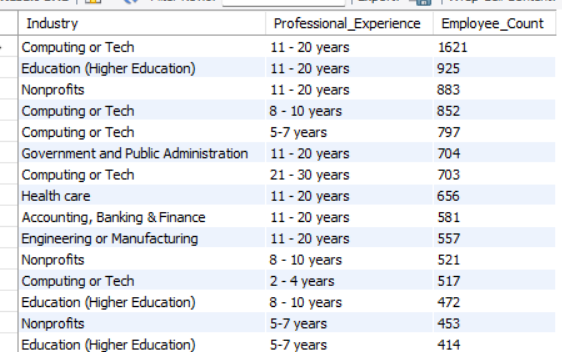 Industry Professional_Experience Employee_Count
Computing or Tech 11 - 20 years 1621
Education (Higher Education) 11 - 20 years 925
Nonprofits 11 - 20 years 883
Computing or Tech 8 - 10 years 852
Computing or Tech 5-7 years 797
Government and Public Administration 11 - 20 years 704
Computing or Tech 21 - 30 years 703
Health care 11 - 20 years 656
Accounting, Banking & Finance 11 - 20 years 581
Engineering or Manufacturing 11 - 20 years 557
Nonprofits 8 - 10 years 521
Computing or Tech 2 - 4 years 517
Education (Higher Education) 8 - 10 years 472
Nonprofits 5-7 years 453
Education (Higher Education) 5-7 years 414